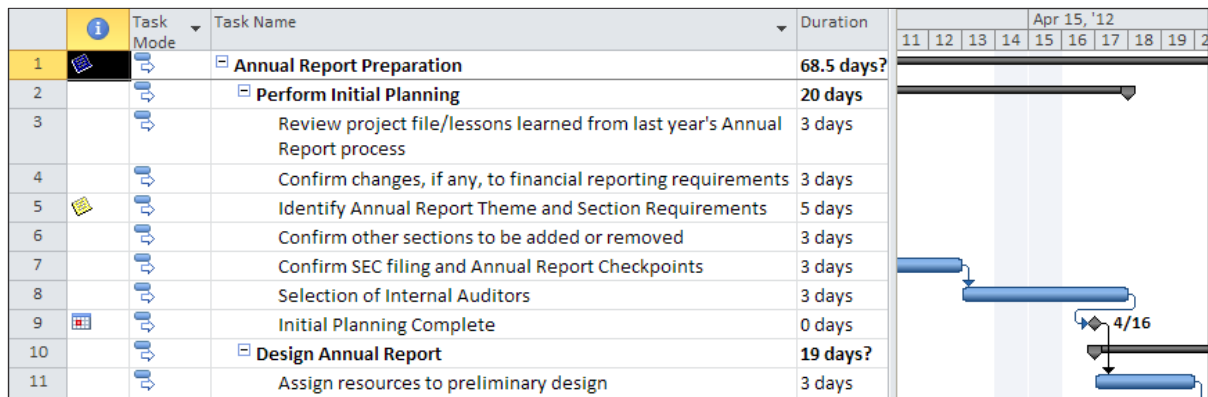 Task Mode Task Name Duration Apr 15, '12
11 12 13 14 15 16 17 18 19 2
1 Annual Report Preparation 68.5 days?
2 Perform Initial Planning 20 days
3 Review project file/lessons learned from last year's Annual Report process 3 days
4 Confirm changes, if any, to financial reporting requirements 3 days
5 Identify Annual Report Theme and Section Requirements 5 days
6 Confirm other sections to be added or removed 3 days
7 Confirm SEC filing and Annual Report Checkpoints 3 days
8 Selection of Internal Auditors 3 days
9 Initial Planning Complete 0 days 4/16
10 Design Annual Report 19 days?
11 Assign resources to preliminary design 3 days